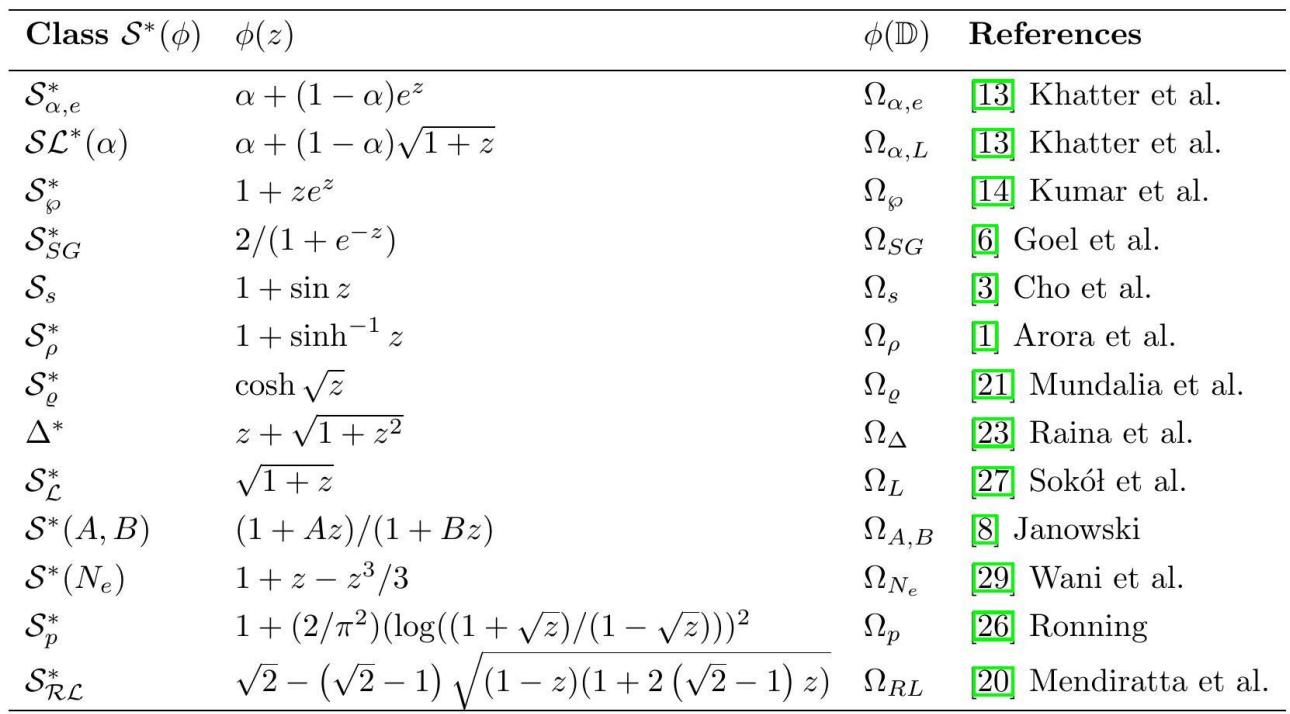 Class 𝒮*(ϕ) ϕ(z) ϕ(𝔻) References
𝒮*_{α,e} α + (1 − α)e^z Ω_{α,e} [13] Khatter et al.
𝒮ℒ*(α) α + (1 − α)√(1 + z) Ω_{α,L} [13] Khatter et al.
𝒮*_℘ 1 + ze^z Ω_℘ [14] Kumar et al.
𝒮*_{SG} 2/(1 + e^{−z}) Ω_{SG} [6] Goel et al.
𝒮_s 1 + sin z Ω_s [3] Cho et al.
𝒮*_ρ 1 + sinh^{−1} z Ω_ρ [1] Arora et al.
𝒮*_ϱ cosh √z Ω_ϱ [21] Mundalia et al.
Δ* z + √(1 + z²) Ω_Δ [23] Raina et al.
𝒮*_ℒ √(1 + z) Ω_L [27] Sokół et al.
𝒮*(A, B) (1 + Az)/(1 + Bz) Ω_{A,B} [8] Janowski
𝒮*(N_e) 1 + z − z³/3 Ω_{N_e} [29] Wani et al.
𝒮*_p 1 + (2/π²)(log((1 + √z)/(1 − √z)))² Ω_p [26] Ronning
𝒮*_{ℛℒ} √2 − (√2 − 1) √((1 − z)(1 + 2 (√2 − 1) z)) Ω_{RL} [20] Mendiratta et al.